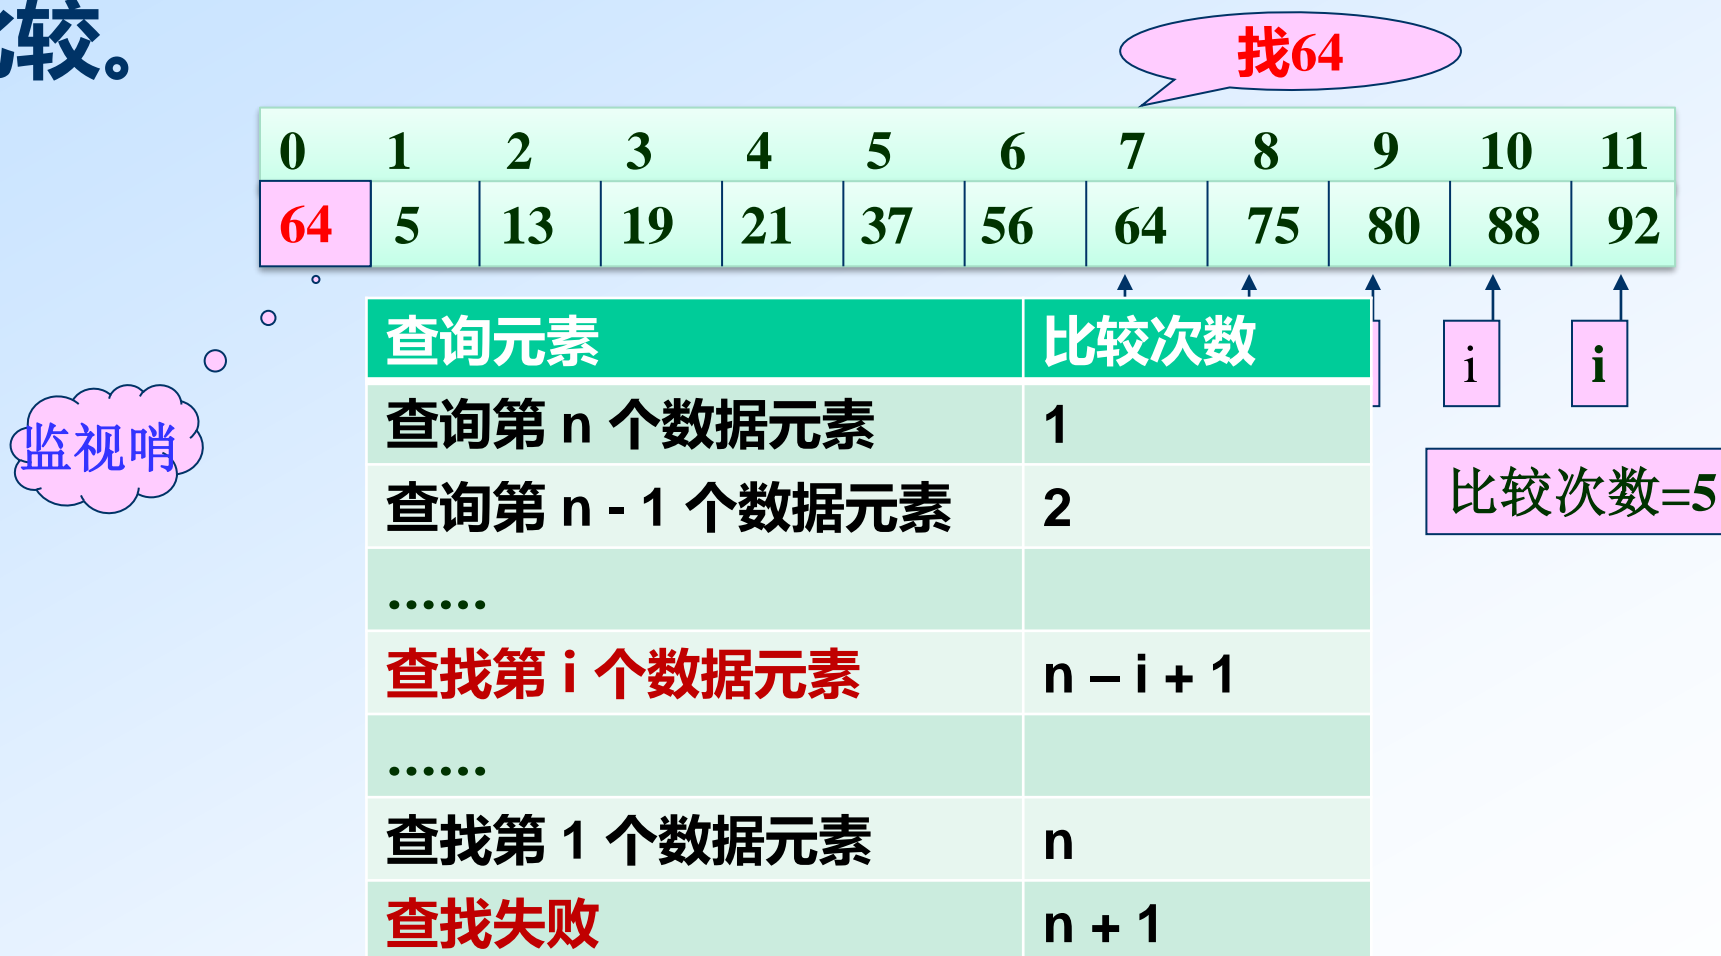 较。
找64
0 1 2 3 4 5 6 7 8 9 10 11
64 5 13 19 21 37 56 64 75 80 88 92
查询元素 比较次数
i i
监视哨
查询第 n 个数据元素 1
比较次数=5
查询第 n - 1 个数据元素 2
......
查找第 i 个数据元素 n – i + 1
......
查找第 1 个数据元素 n
查找失败 n + 1